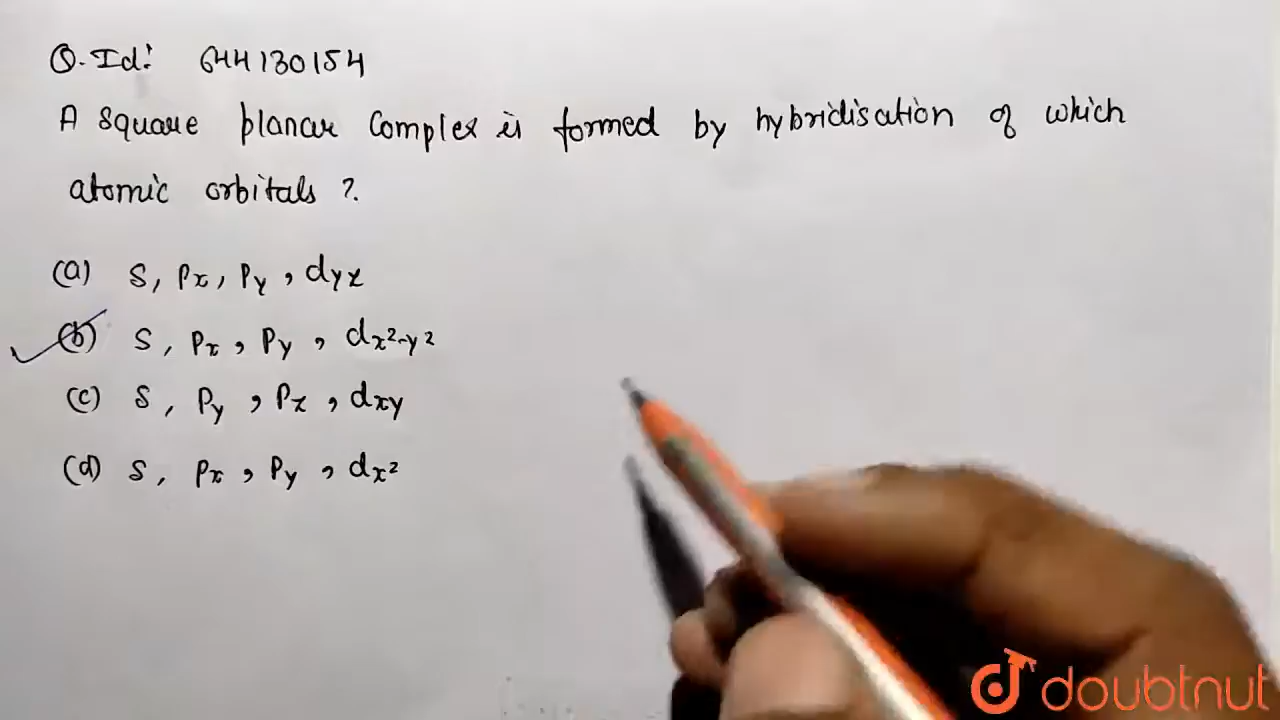 Q.Id: 644130154
A square planar complex is formed by hybridisation of which
atomic orbitals ?
(a) s, Px, Py, dyz
(b) s, Px, Py, dx²-y²
(c) s, Py, Pz, dxy
(d) s, Px, Py, dx²
doubtnut